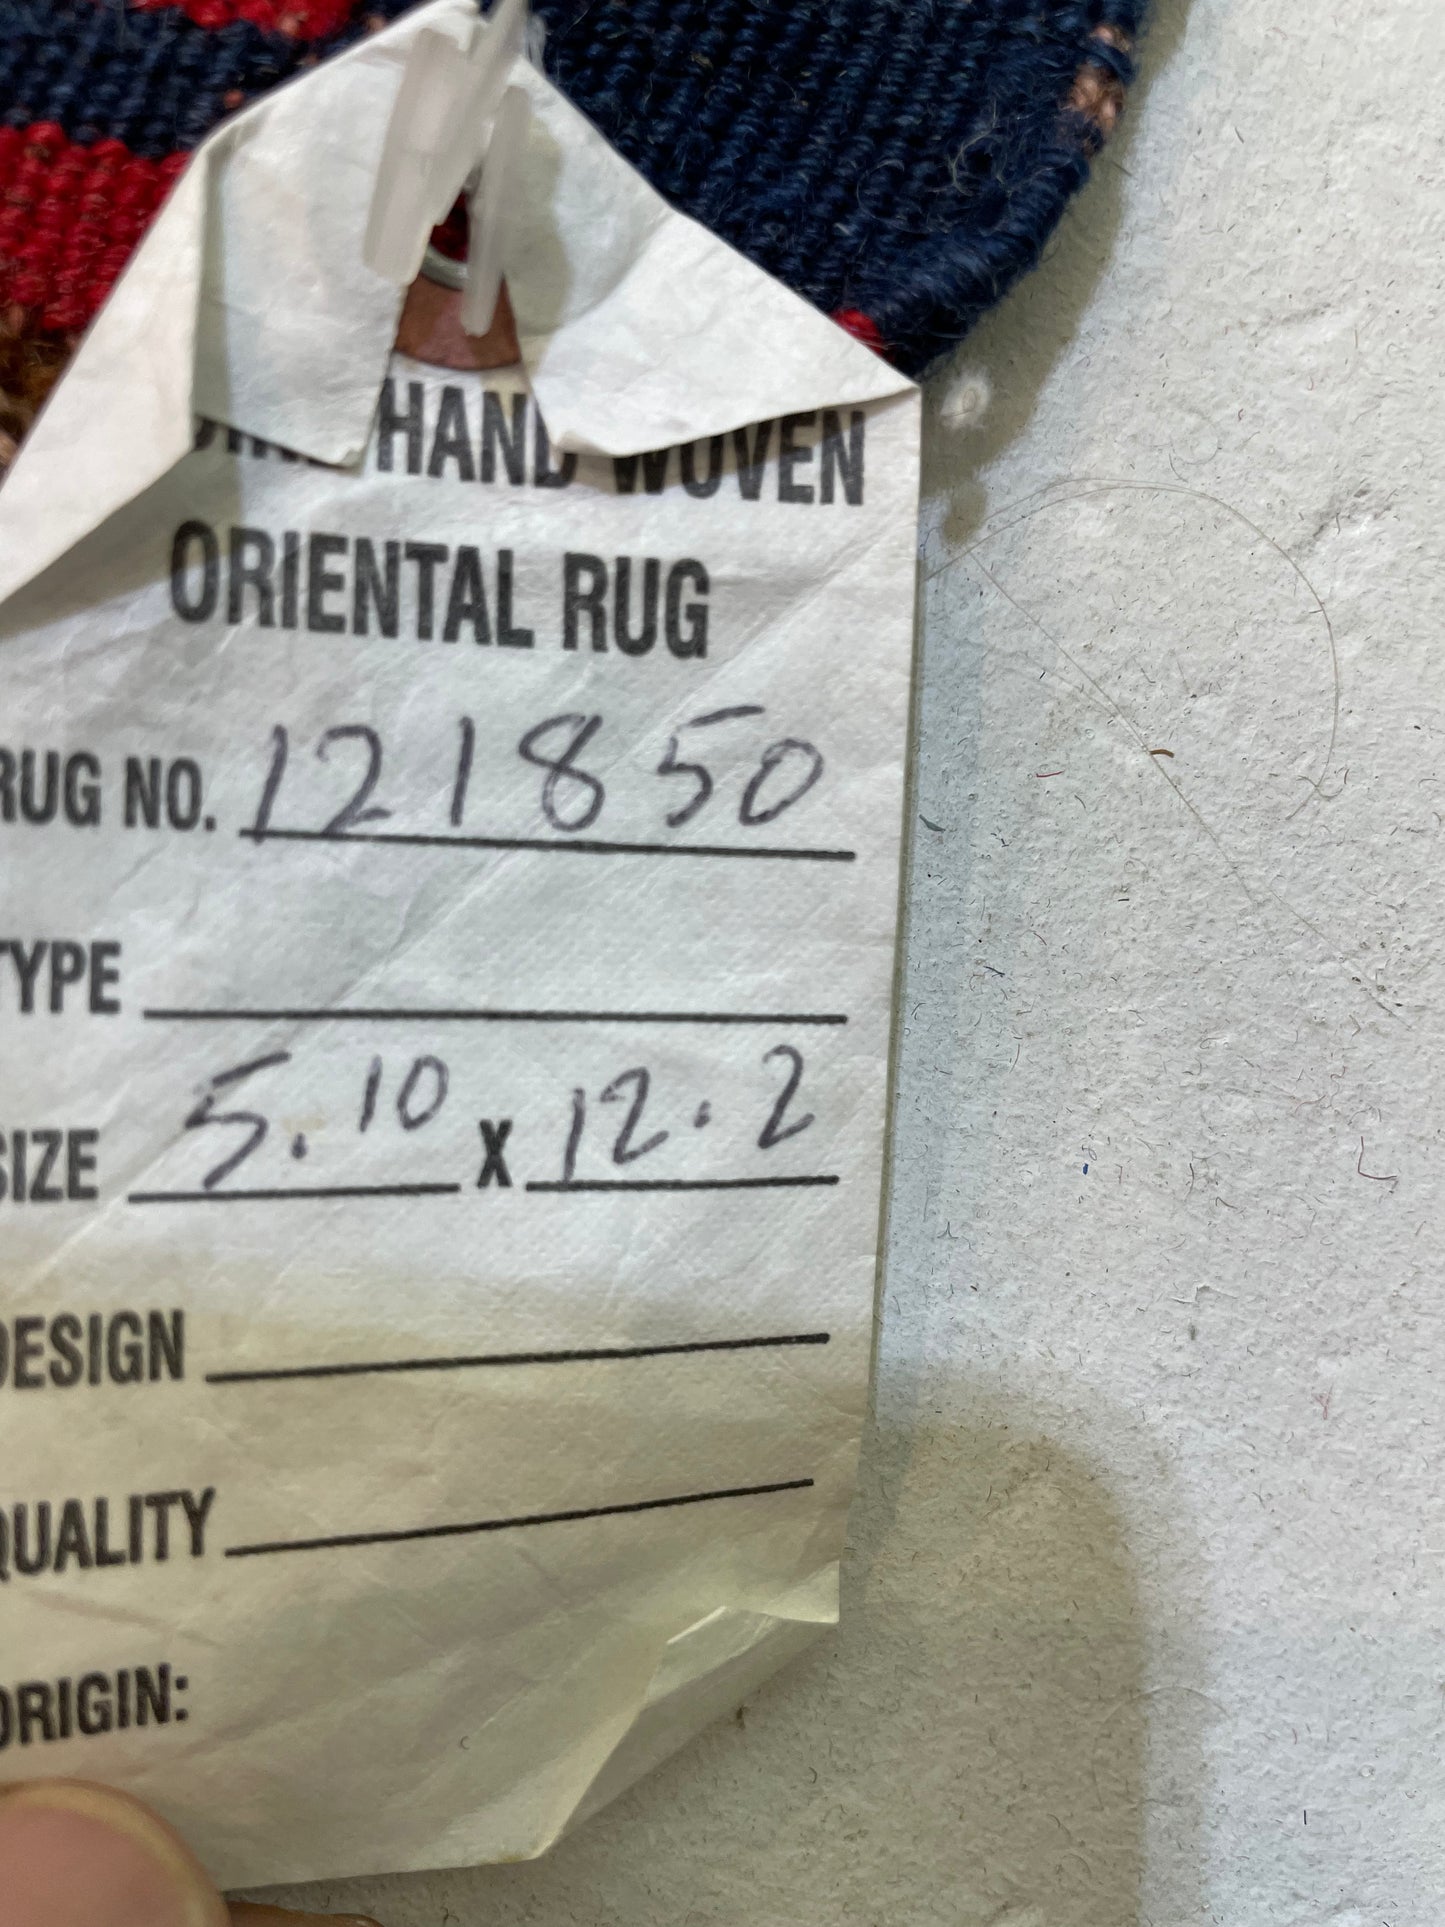 HAND WOVEN
ORIENTAL RUG
RUG NO. 121850
TYPE
SIZE 5.10 X 12.2
DESIGN
QUALITY
ORIGIN: